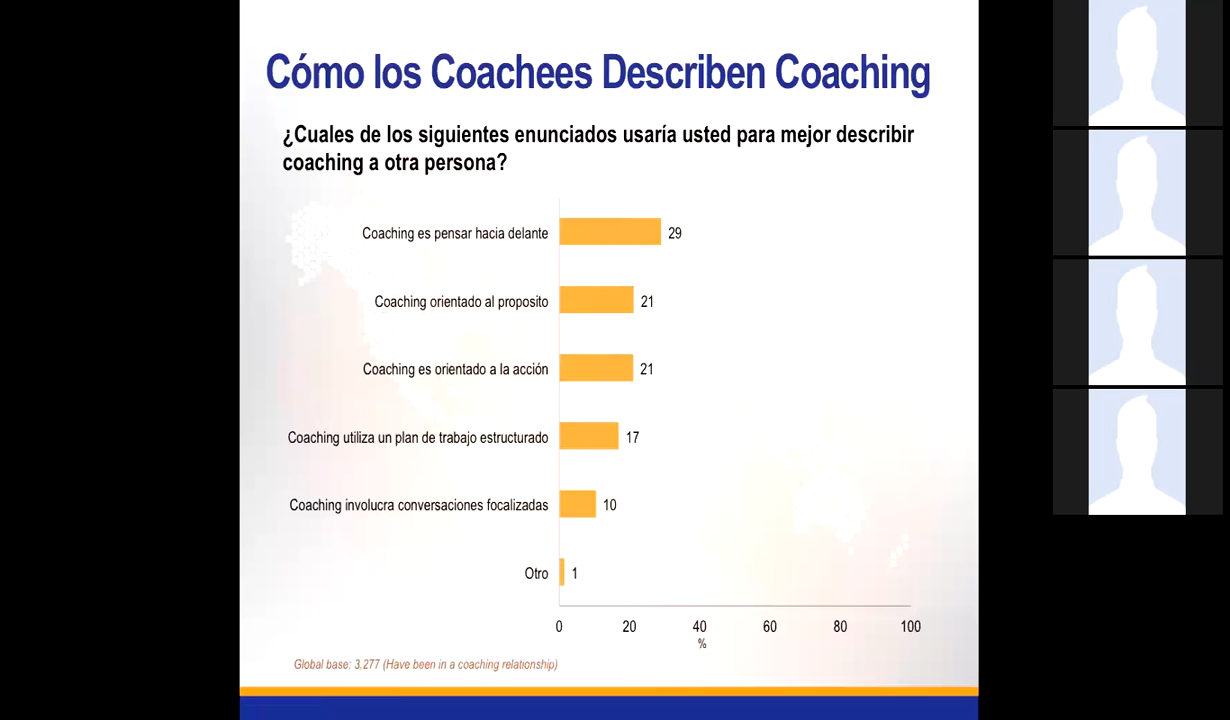 Cómo los Coachees Describen Coaching
¿Cuales de los siguientes enunciados usaría usted para mejor describir
coaching a otra persona?
Coaching es pensar hacia delante 29
Coaching orientado al proposito 21
Coaching es orientado a la acción 21
Coaching utiliza un plan de trabajo estructurado 17
Coaching involucra conversaciones focalizadas 10
Otro 1
0 20 40 60 80 100
%
Global base: 3,277 (Have been in a coaching relationship)